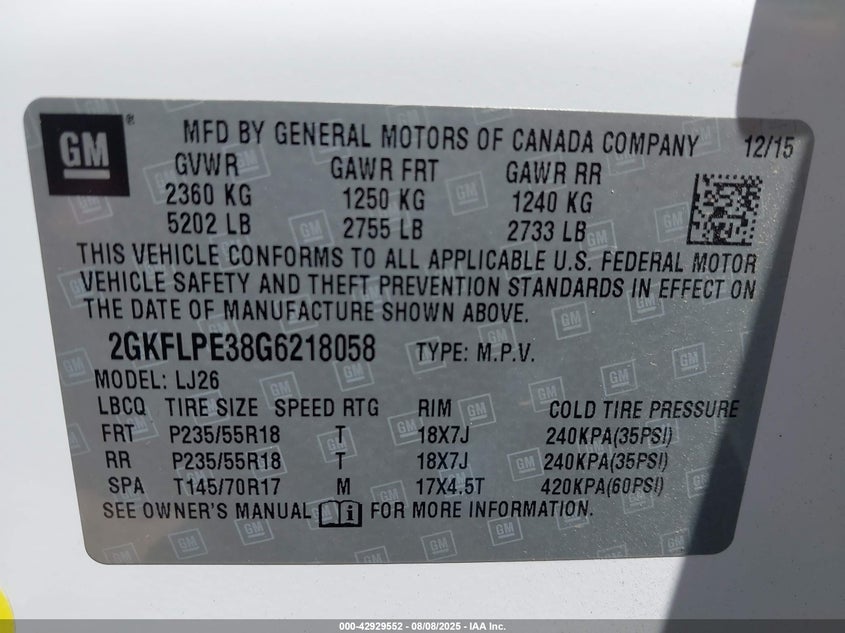 GM ® MFD BY GENERAL MOTORS OF CANADA COMPANY 12/15
GVWR GAWR FRT GAWR RR
2360 KG 1250 KG 1240 KG
5202 LB 2755 LB 2733 LB
THIS VEHICLE CONFORMS TO ALL APPLICABLE U.S. FEDERAL MOTOR
VEHICLE SAFETY AND THEFT PREVENTION STANDARDS IN EFFECT ON
THE DATE OF MANUFACTURE SHOWN ABOVE.
2GKFLPE38G6218058 TYPE: M.P.V.
MODEL: LJ26
LBCQ TIRE SIZE SPEED RTG RIM COLD TIRE PRESSURE
FRT P235/55R18 T 18X7J 240KPA(35PSI)
RR P235/55R18 T 18X7J 240KPA(35PSI)
SPA T145/70R17 M 17X4.5T 420KPA(60PSI)
SEE OWNER'S MANUAL FOR MORE INFORMATION.
000-42929552 | 08/08/2025 | IAA Inc.